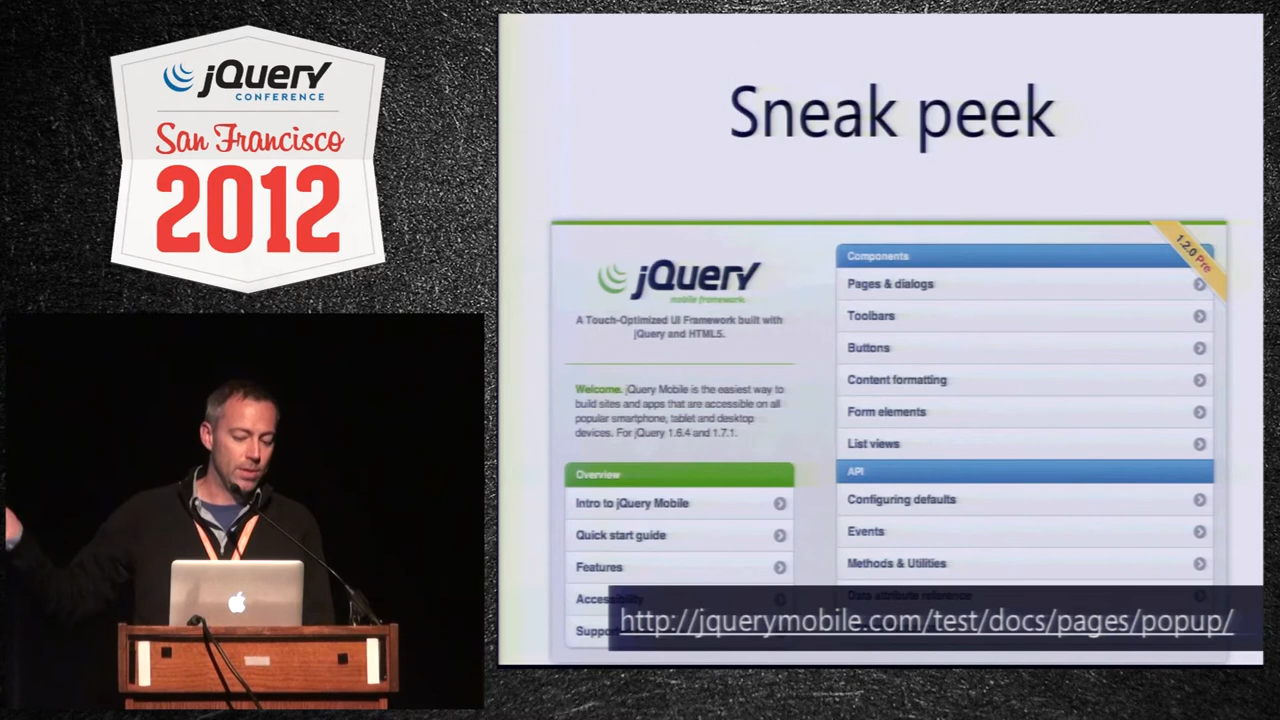 jQuery
CONFERENCE
San Francisco
2012
Sneak peek
1.2.0 Pre
jQuery
mobile framework
A Touch-Optimized UI Framework built with
jQuery and HTML5.
Welcome. jQuery Mobile is the easiest way to
build sites and apps that are accessible on all
popular smartphone, tablet and desktop
devices. For jQuery 1.6.4 and 1.7.1.
Overview
Intro to jQuery Mobile
Quick start guide
Features
Accessibility
Components
Pages & dialogs
Toolbars
Buttons
Content formatting
Form elements
List views
API
Configuring defaults
Events
Methods & Utilities
Data attribute reference
http://jquerymobile.com/test/docs/pages/popup/